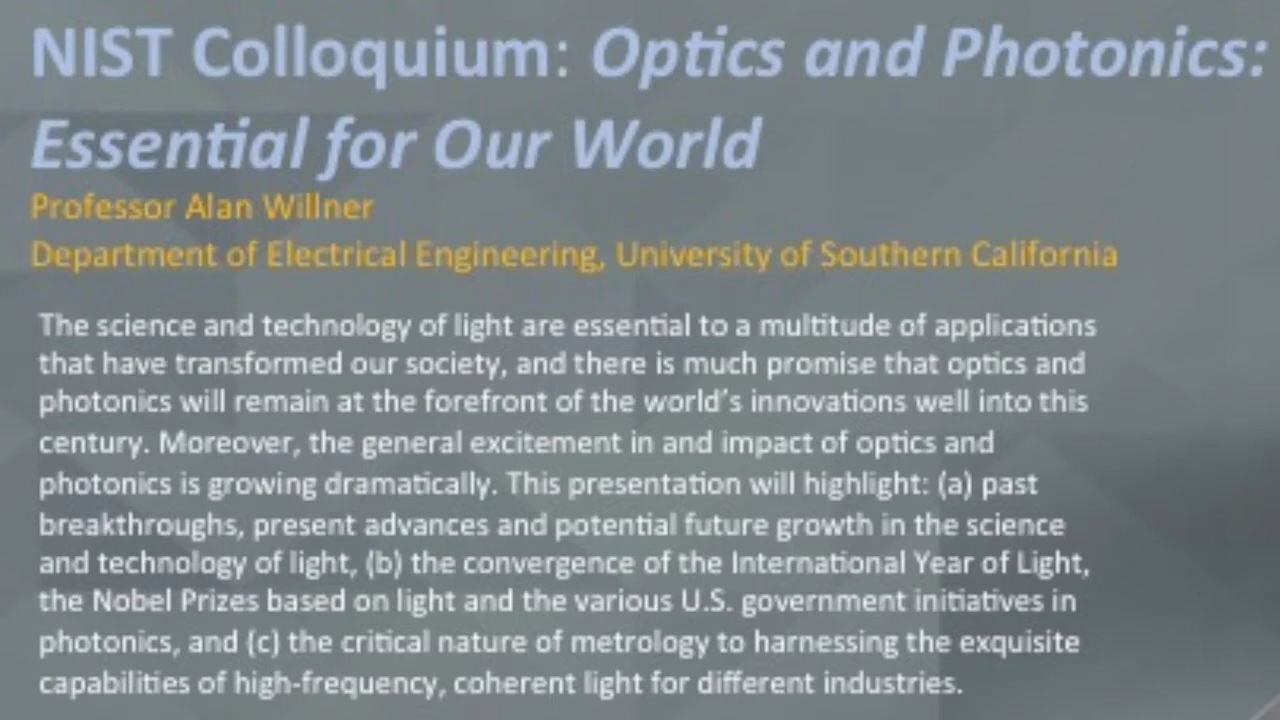 NIST Colloquium: Optics and Photonics:
Essential for Our World
Professor Alan Willner
Department of Electrical Engineering, University of Southern California
The science and technology of light are essential to a multitude of applications
that have transformed our society, and there is much promise that optics and
photonics will remain at the forefront of the world’s innovations well into this
century. Moreover, the general excitement in and impact of optics and
photonics is growing dramatically. This presentation will highlight: (a) past
breakthroughs, present advances and potential future growth in the science
and technology of light, (b) the convergence of the International Year of Light,
the Nobel Prizes based on light and the various U.S. government initiatives in
photonics, and (c) the critical nature of metrology to harnessing the exquisite
capabilities of high-frequency, coherent light for different industries.